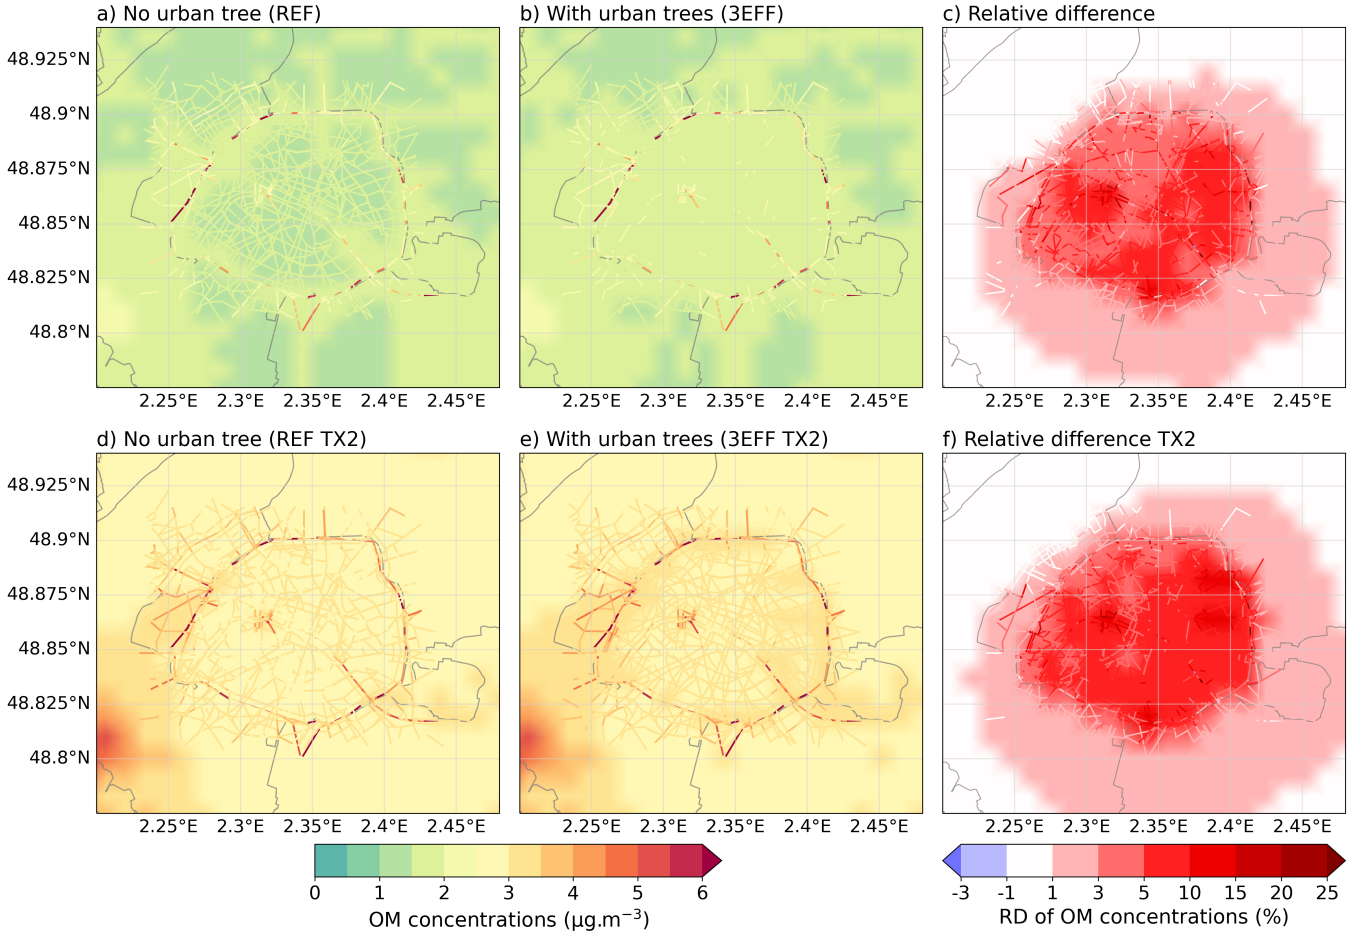 a) No urban tree (REF)
b) With urban trees (3EFF)
c) Relative difference
48.925°N
48.9°N
48.875°N
48.85°N
48.825°N
48.8°N
2.25°E 2.3°E 2.35°E 2.4°E 2.45°E
2.25°E 2.3°E 2.35°E 2.4°E 2.45°E
2.25°E 2.3°E 2.35°E 2.4°E 2.45°E
d) No urban tree (REF TX2)
e) With urban trees (3EFF TX2)
f) Relative difference TX2
48.925°N
48.9°N
48.875°N
48.85°N
48.825°N
48.8°N
2.25°E 2.3°E 2.35°E 2.4°E 2.45°E
2.25°E 2.3°E 2.35°E 2.4°E 2.45°E
2.25°E 2.3°E 2.35°E 2.4°E 2.45°E
0 1 2 3 4 5 6
OM concentrations (μg.m⁻³)
-3 -1 1 3 5 10 15 20 25
RD of OM concentrations (%)